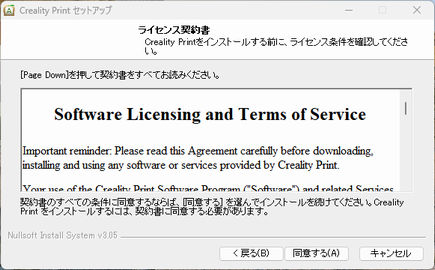 Creality Print セットアップ
ライセンス契約書
Creality Printをインストールする前に、ライセンス条件を確認してくださ
い。
[Page Down]を押して契約書をすべてお読みください。
Software Licensing and Terms of Service
Important reminder: Please read this Agreement carefully before downloading,
installing and using any software or services provided by Creality Print.
Your use of the Creality Print Software Program ("Software") and related Services
契約書のすべての条件に同意するならば、[同意する] を選んでインストールを続けてください。Creality
Print をインストールするには、契約書に同意する必要があります。
Nullsoft Install System v3.05
< 戻る(B)
同意する(A)
キャンセル